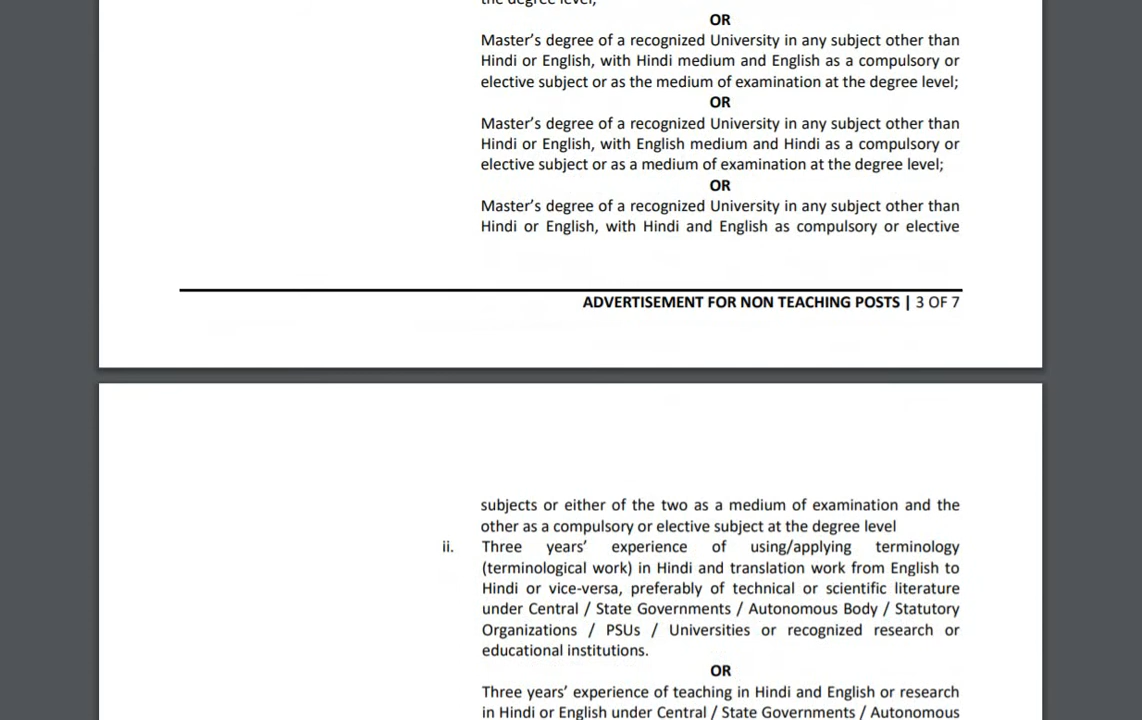 the degree level;
OR
Master's degree of a recognized University in any subject other than
Hindi or English, with Hindi medium and English as a compulsory or
elective subject or as the medium of examination at the degree level;
OR
Master's degree of a recognized University in any subject other than
Hindi or English, with English medium and Hindi as a compulsory or
elective subject or as a medium of examination at the degree level;
OR
Master's degree of a recognized University in any subject other than
Hindi or English, with Hindi and English as compulsory or elective
ADVERTISEMENT FOR NON TEACHING POSTS | 3 OF 7
subjects or either of the two as a medium of examination and the
other as a compulsory or elective subject at the degree level
ii. Three years' experience of using/applying terminology
(terminological work) in Hindi and translation work from English to
Hindi or vice-versa, preferably of technical or scientific literature
under Central / State Governments / Autonomous Body / Statutory
Organizations / PSUs / Universities or recognized research or
educational institutions.
OR
Three years' experience of teaching in Hindi and English or research
in Hindi or English under Central / State Governments / Autonomous